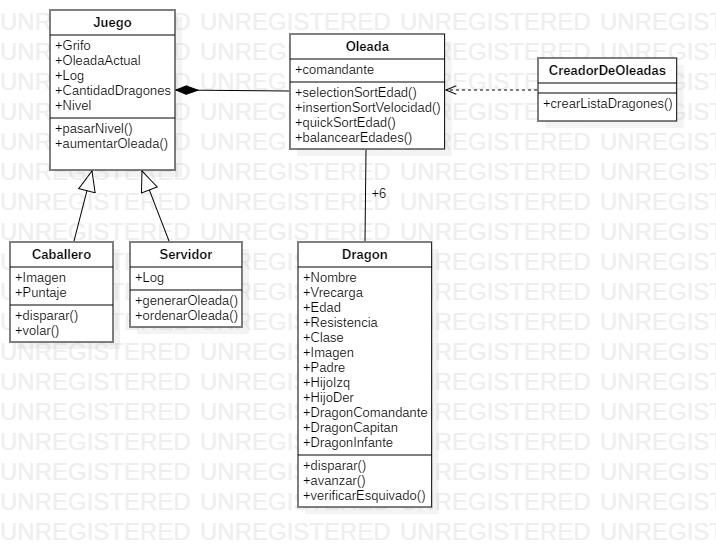 Juego
+Grifo
+OleadaActual
+Log
+CantidadDragones
+Nivel
+pasarNivel()
+aumentarOleada()
Oleada
+comandante
+selectionSortEdad()
+insertionSortVelocidad()
+quickSortEdad()
+balancearEdades()
CreadorDeOleadas
+crearListaDragones()
+6
Caballero
+Imagen
+Puntaje
+disparar()
+volar()
Servidor
+Log
+generarOleada()
+ordenarOleada()
Dragon
+Nombre
+Vrecarga
+Edad
+Resistencia
+Clase
+Imagen
+Padre
+HijoIzq
+HijoDer
+DragonComandante
+DragonCapitan
+DragonInfante
+disparar()
+avanzar()
+verificarEsquivado()
UNREGISTERED